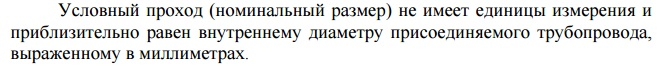 Условный проход (номинальный размер) не имеет единицы измерения и
приблизительно равен внутреннему диаметру присоединяемого трубопровода,
выраженному в миллиметрах.